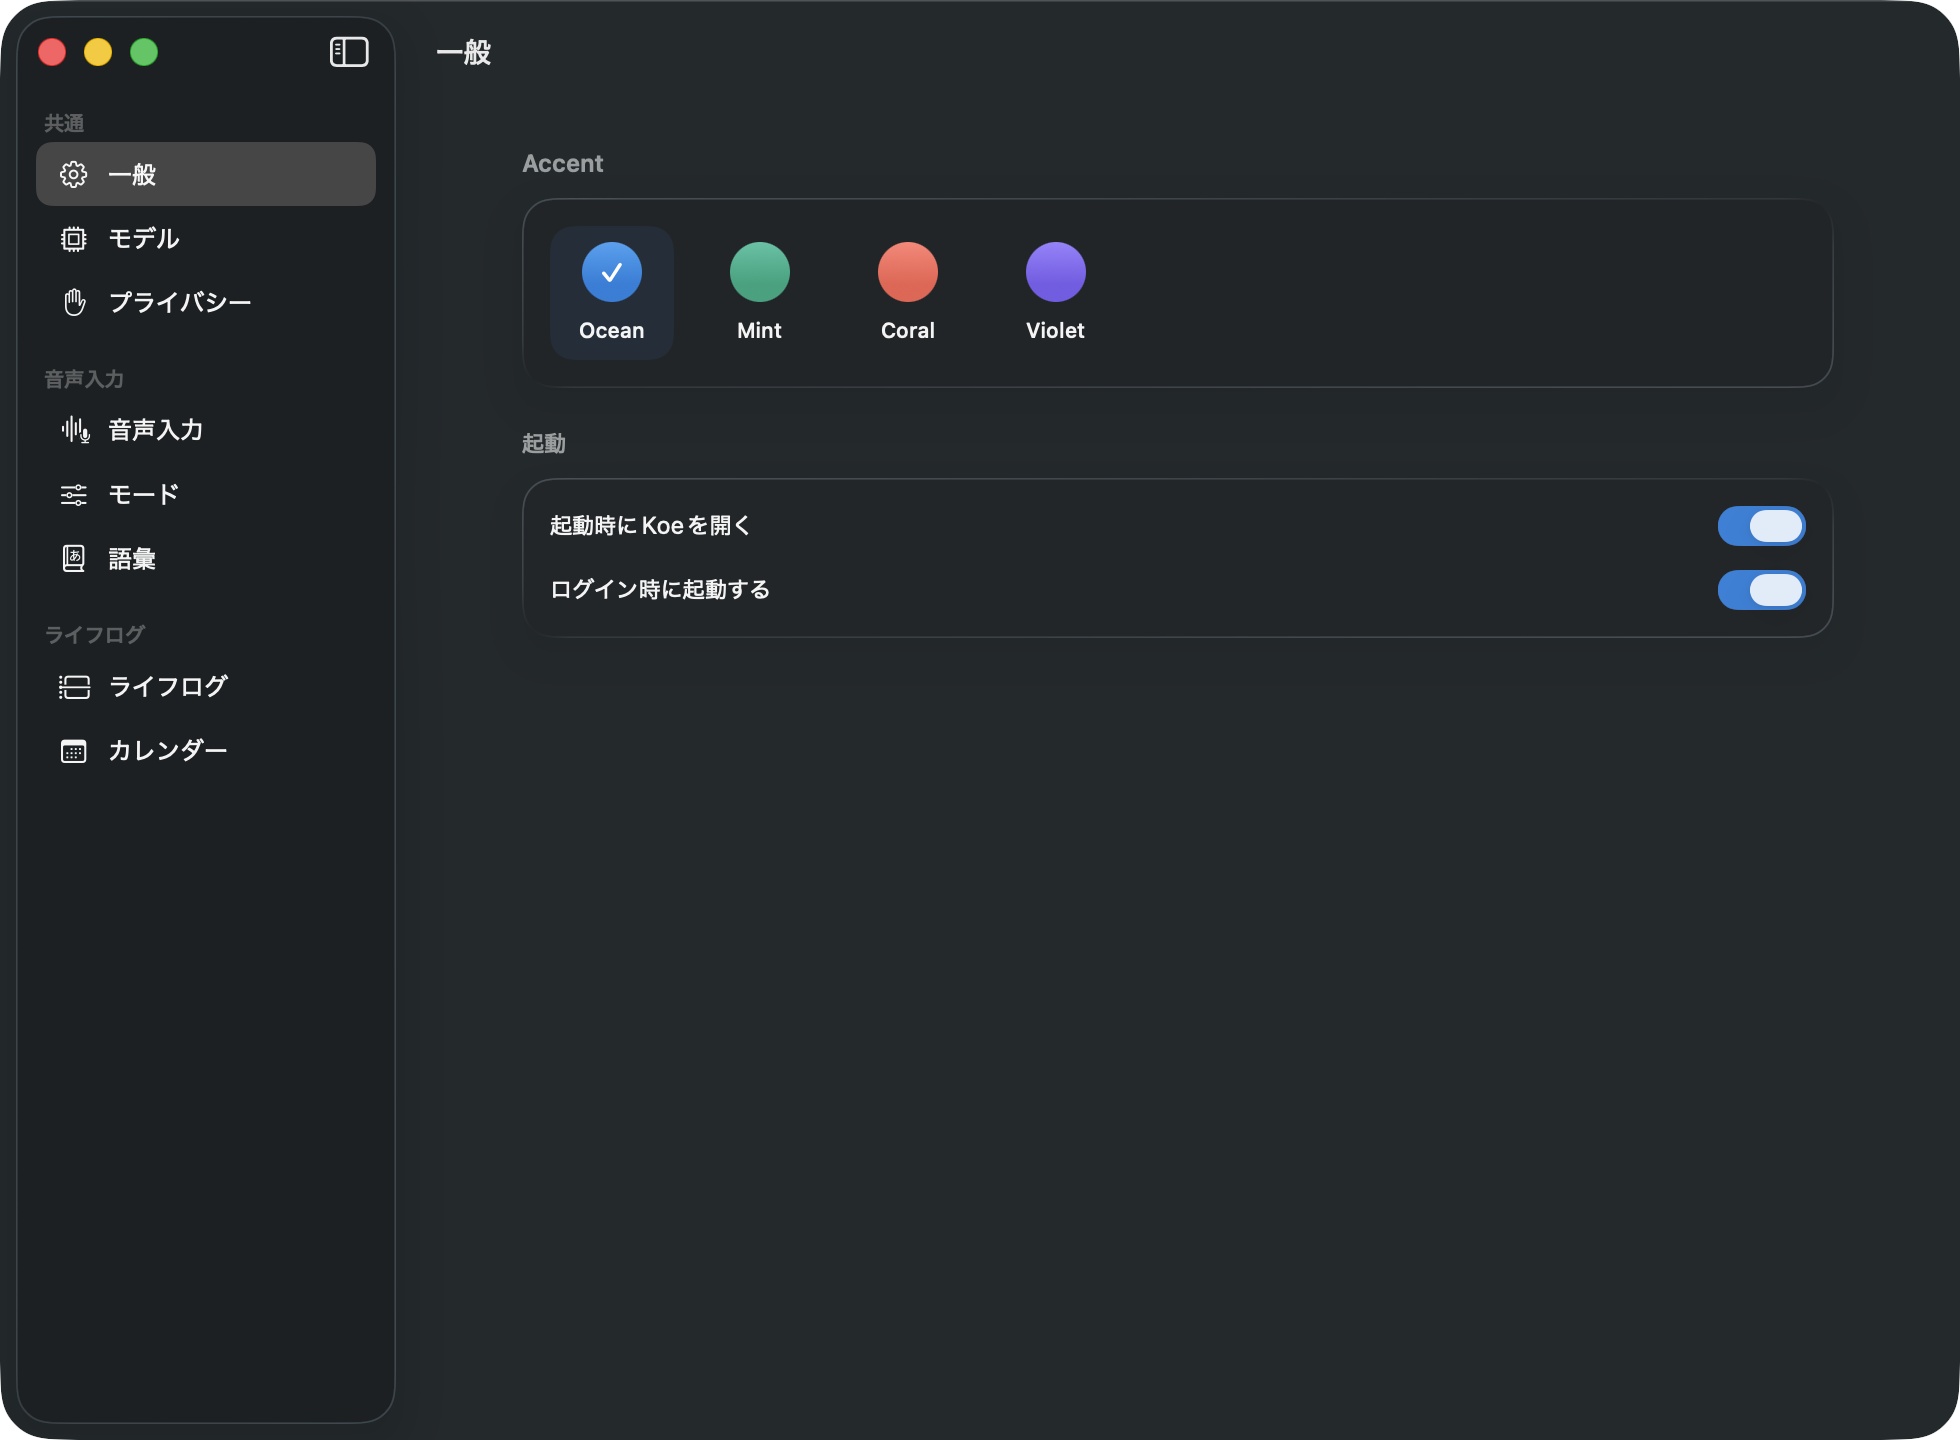 一般
共通
一般
モデル
プライバシー
音声入力
音声入力
モード
語彙
ライフログ
ライフログ
カレンダー
Accent
Ocean
Mint
Coral
Violet
起動
起動時に Koe を開く
ログイン時に起動する